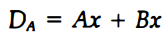 D_A = Ax + Bx